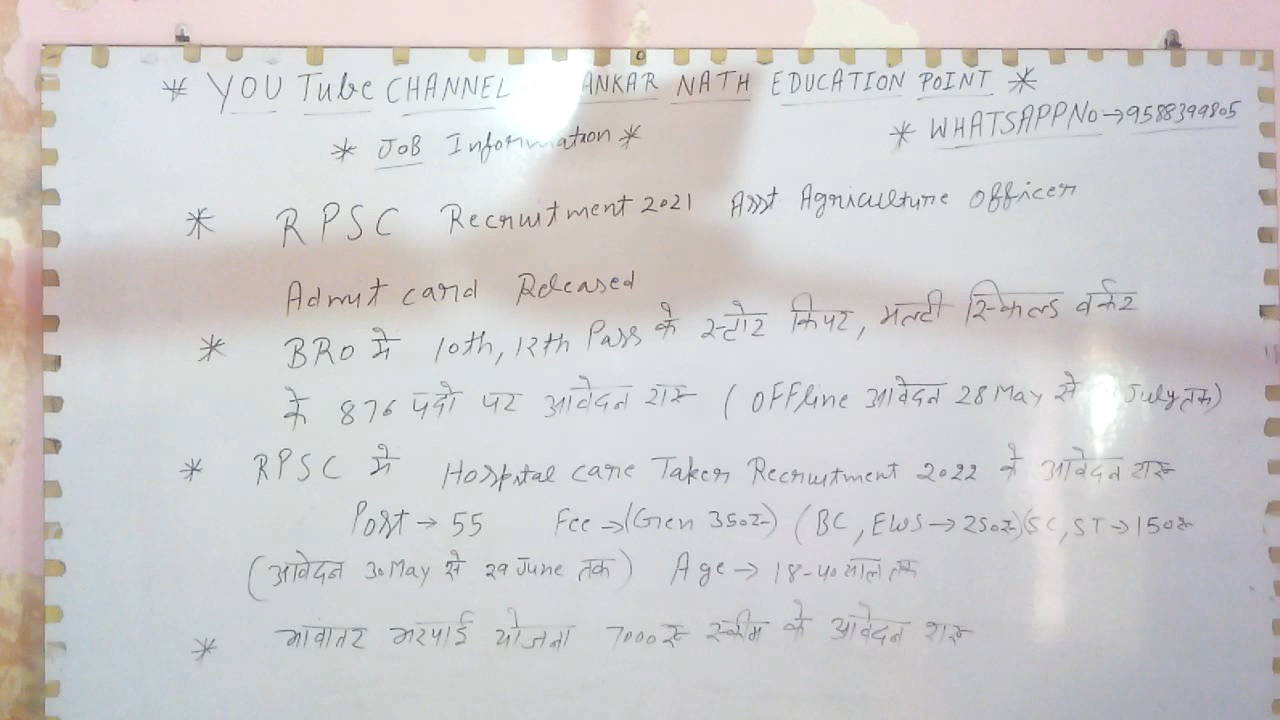 * YOU Tube CHANNEL ANKAR NATH EDUCATION POINT *
* JOB Information *
* WHATSAPP No→9588399805
* RPSC Recruitment 2021 Asst Agriculture Officer
Admit card Released
* BRO मे 10th, 12th Pass के स्टोर किपर, मल्टी स्किल्ड वर्कर
के 876 पदो पर आवेदन शरू (OFFline आवेदन 28 May से July तक)
* RPSC मे Hospital care Taker Recruitment 2022 के आवेदन शरू
Post → 55 Fee →(Gen 350रू) (BC, EWS → 250रू)(SC, ST → 150रू
(आवेदन 30 May से 29 June तक) Age → 18-40 साल तक
* भावातर भरपाई योजना 7000रू स्कीम के आवेदन शरू